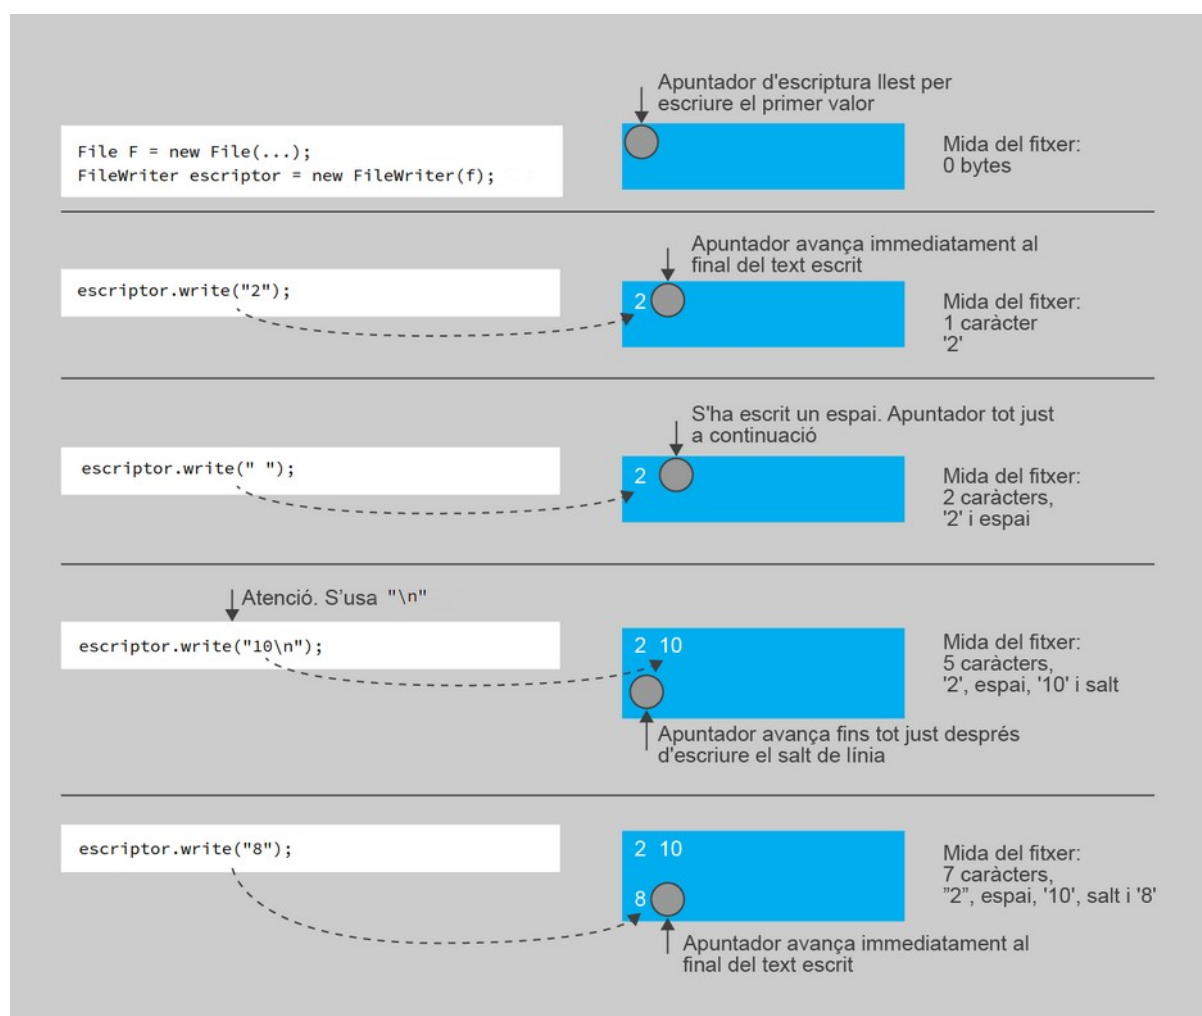 Apuntador d'escriptura llest per
escriure el primer valor
File F = new File(...);
FileWriter escriptor = new FileWriter(f);
Mida del fitxer:
0 bytes
Apuntador avança immediatament al
final del text escrit
escriptor.write("2");
2
Mida del fitxer:
1 caràcter
'2'
S'ha escrit un espai. Apuntador tot just
a continuació
escriptor.write(" ");
2
Mida del fitxer:
2 caràcters,
'2' i espai
Atenció. S’usa "\n"
escriptor.write("10\n");
2 10
Mida del fitxer:
5 caràcters,
'2', espai, '10' i salt
Apuntador avança fins tot just després
d'escriure el salt de línia
escriptor.write("8");
2 10
8
Mida del fitxer:
7 caràcters,
”2”, espai, '10', salt i '8'
Apuntador avança immediatament al
final del text escrit